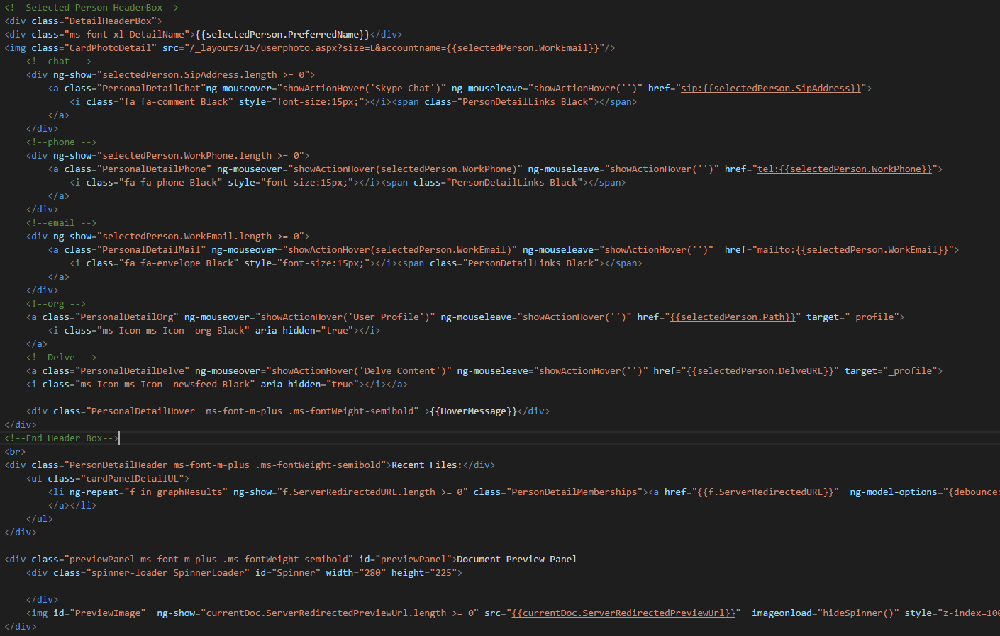 <!--Selected Person HeaderBox-->
<div class="DetailHeaderBox">
<div class="ms-font-xl DetailName">{{selectedPerson.PreferredName}}</div>
<img class="CardPhotoDetail" src="/_layouts/15/userphoto.aspx?size=L&accountname={{selectedPerson.WorkEmail}}"/>
    <!--chat -->
    <div ng-show="selectedPerson.SipAddress.length >= 0">
        <a class="PersonalDetailChat"ng-mouseover="showActionHover('Skype Chat')" ng-mouseleave="showActionHover('')" href="sip:{{selectedPerson.SipAddress}}">
            <i class="fa fa-comment Black" style="font-size:15px;"></i><span class="PersonDetailLinks Black"></span>
        </a>
    </div>
    <!--phone -->
    <div ng-show="selectedPerson.WorkPhone.length >= 0">
        <a class="PersonalDetailPhone" ng-mouseover="showActionHover(selectedPerson.WorkPhone)" ng-mouseleave="showActionHover('')" href="tel:{{selectedPerson.WorkPhone}}">
            <i class="fa fa-phone Black" style="font-size:15px;"></i><span class="PersonDetailLinks Black"></span>
        </a>
    </div>
    <!--email -->
    <div ng-show="selectedPerson.WorkEmail.length >= 0">
        <a class="PersonalDetailMail" ng-mouseover="showActionHover(selectedPerson.WorkEmail)" ng-mouseleave="showActionHover('')"  href="mailto:{{selectedPerson.WorkEmail}}">
            <i class="fa fa-envelope Black" style="font-size:15px;"></i><span class="PersonDetailLinks Black"></span>
        </a>
    </div>
    <!--org -->
    <a class="PersonalDetailOrg" ng-mouseover="showActionHover('User Profile')" ng-mouseleave="showActionHover('')" href="{{selectedPerson.Path}}" target="_profile">
        <i class="ms-Icon ms-Icon--org Black" aria-hidden="true"></i>
    </a>
    <!--Delve -->
    <a class="PersonalDetailDelve" ng-mouseover="showActionHover('Delve Content')" ng-mouseleave="showActionHover('')" href="{{selectedPerson.DelveURL}}" target="_profile">
    <i class="ms-Icon ms-Icon--newsfeed Black" aria-hidden="true"></i></a>
    <div class="PersonalDetailHover  ms-font-m-plus .ms-fontWeight-semibold" >{{HoverMessage}}</div>
</div>
<!--End Header Box-->
<br>
<div class="PersonDetailHeader ms-font-m-plus .ms-fontWeight-semibold">Recent Files:</div>
    <ul class="cardPanelDetailUL">
        <li ng-repeat="f in graphResults" ng-show="f.ServerRedirectedURL.length >= 0" class="PersonDetailMemberships"><a href="{{f.ServerRedirectedURL}}"  ng-model-options="{debounce:
        </a></li>
    </ul>
</div>
<div class="previewPanel ms-font-m-plus .ms-fontWeight-semibold" id="previewPanel">Document Preview Panel
    <div class="spinner-loader SpinnerLoader" id="Spinner" width="280" height="225">
    </div>
    <img id="PreviewImage"  ng-show="currentDoc.ServerRedirectedPreviewUrl.length >= 0" src="{{currentDoc.ServerRedirectedPreviewUrl}}"  imageonload="hideSpinner()" style="z-index=100
</div>